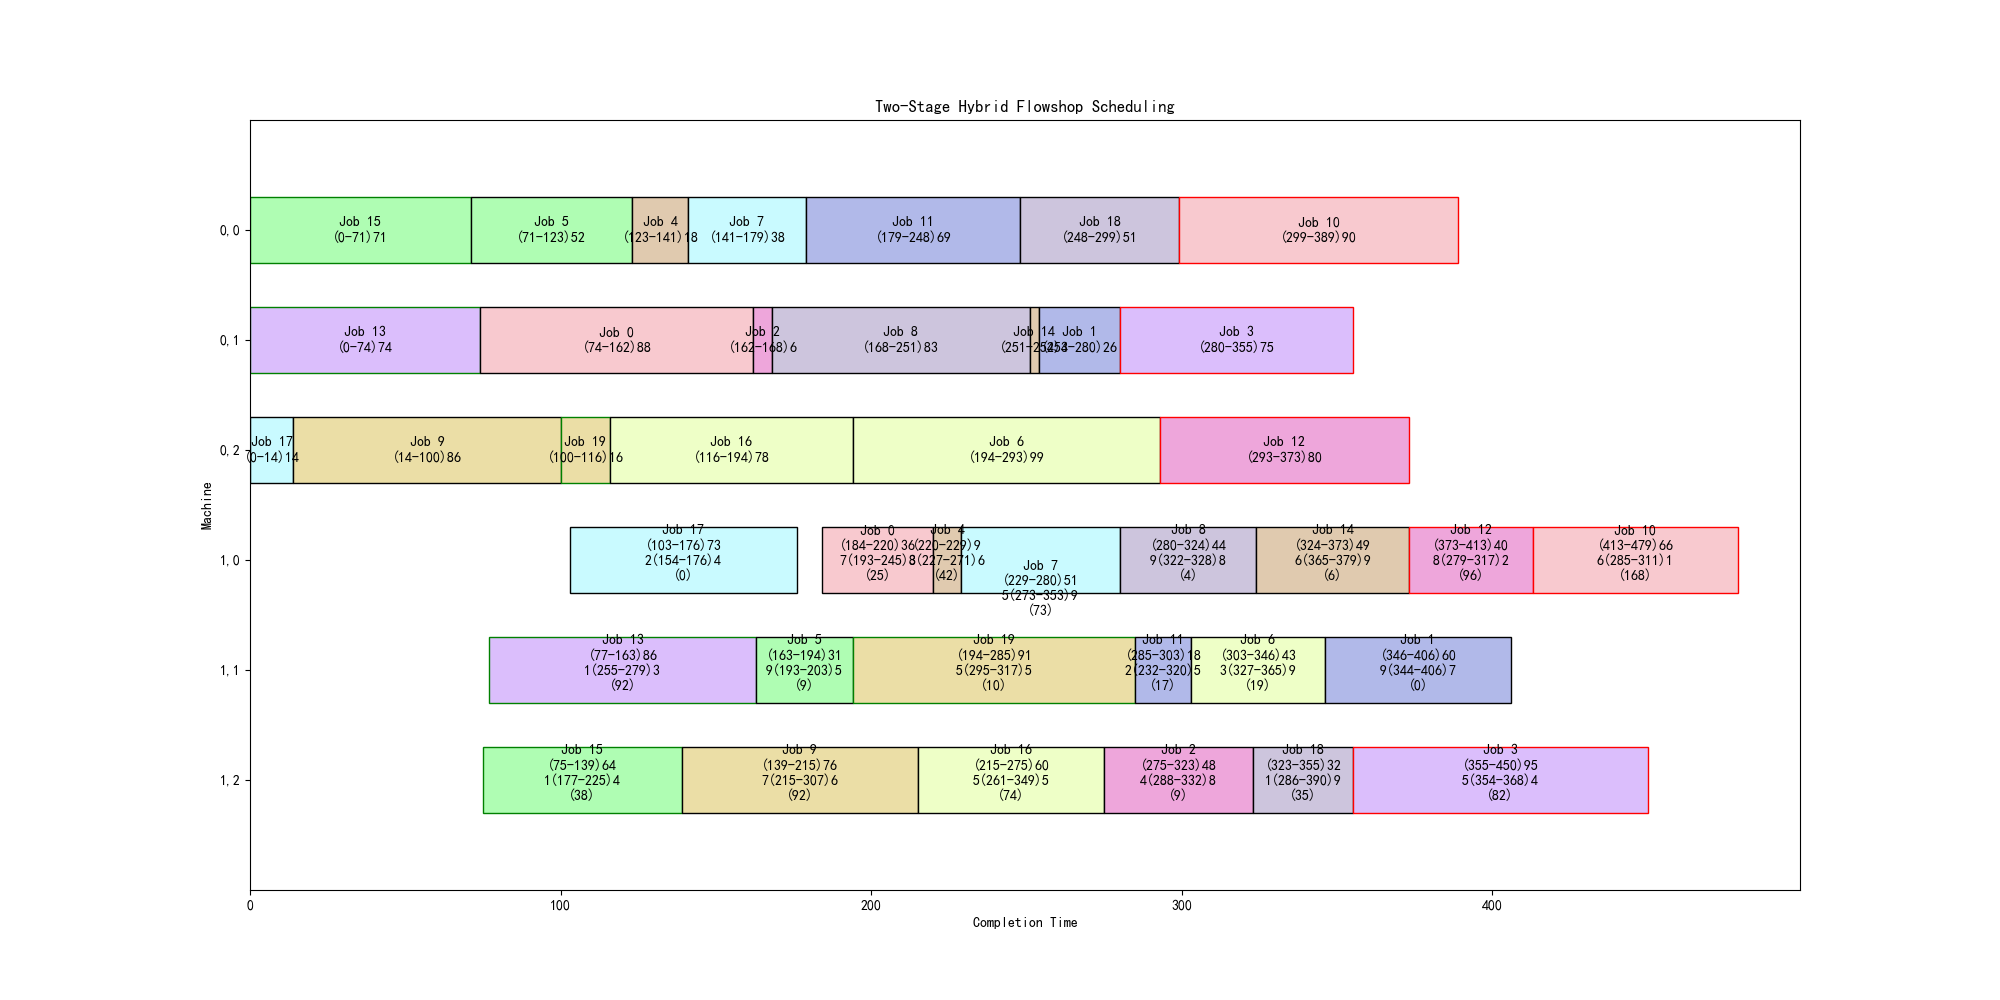 Two-Stage Hybrid Flowshop Scheduling
Machine
0,0
Job 15
(0-71)71
Job 5
(71-123)52
Job 4
(123-141)18
Job 7
(141-179)38
Job 11
(179-248)69
Job 18
(248-299)51
Job 10
(299-389)90
0,1
Job 13
(0-74)74
Job 0
(74-162)88
Job 2
(162-168)6
Job 8
(168-251)83
Job 14
Job 1
(254-280)26
Job 3
(280-355)75
0,2
Job 17
(0-14)14
Job 9
(14-100)86
Job 19
(100-116)16
Job 16
(116-194)78
Job 6
(194-293)99
Job 12
(293-373)80
1,0
Job 17
(103-176)73
2(154-176)4
(0)
Job 0
(184-220)36
(25)
Job 4
(220-229)9
(42)
Job 7
(229-280)51
5(273-353)9
(73)
Job 8
(280-324)44
9(322-328)8
(4)
Job 14
(324-373)49
6(365-379)9
(6)
Job 12
(373-413)40
8(279-317)2
(96)
Job 10
(413-479)66
6(285-311)1
(168)
1,1
Job 13
(77-163)86
1(255-279)3
(92)
Job 5
(163-194)31
9(193-203)5
(9)
Job 19
(194-285)91
5(295-317)5
(10)
Job 11
(285-303)18
2(232-320)5
(17)
Job 6
(303-346)43
3(327-365)9
(19)
Job 1
(346-406)60
9(344-406)7
(0)
1,2
Job 15
(75-139)64
1(177-225)4
(38)
Job 9
(139-215)76
7(215-307)6
(92)
Job 16
(215-275)60
5(261-349)5
(74)
Job 2
(275-323)48
4(288-332)8
(9)
Job 18
(323-355)32
1(286-390)9
(35)
Job 3
(355-450)95
5(354-368)4
(82)
0
100
200
300
400
Completion Time